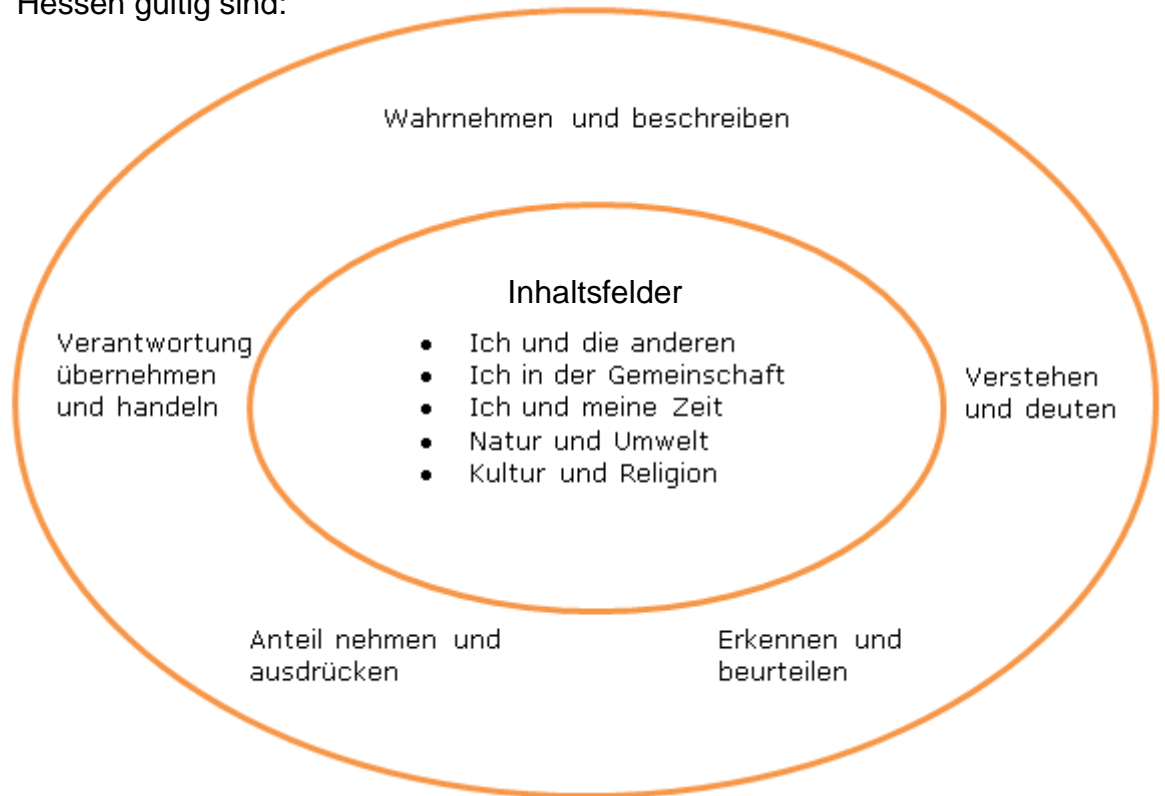 Hessen gültig sind:
Wahrnehmen und beschreiben
Inhaltsfelder
Verantwortung
übernehmen
und handeln
• Ich und die anderen
• Ich in der Gemeinschaft
• Ich und meine Zeit
• Natur und Umwelt
• Kultur und Religion
Verstehen
und deuten
Anteil nehmen und
ausdrücken
Erkennen und
beurteilen